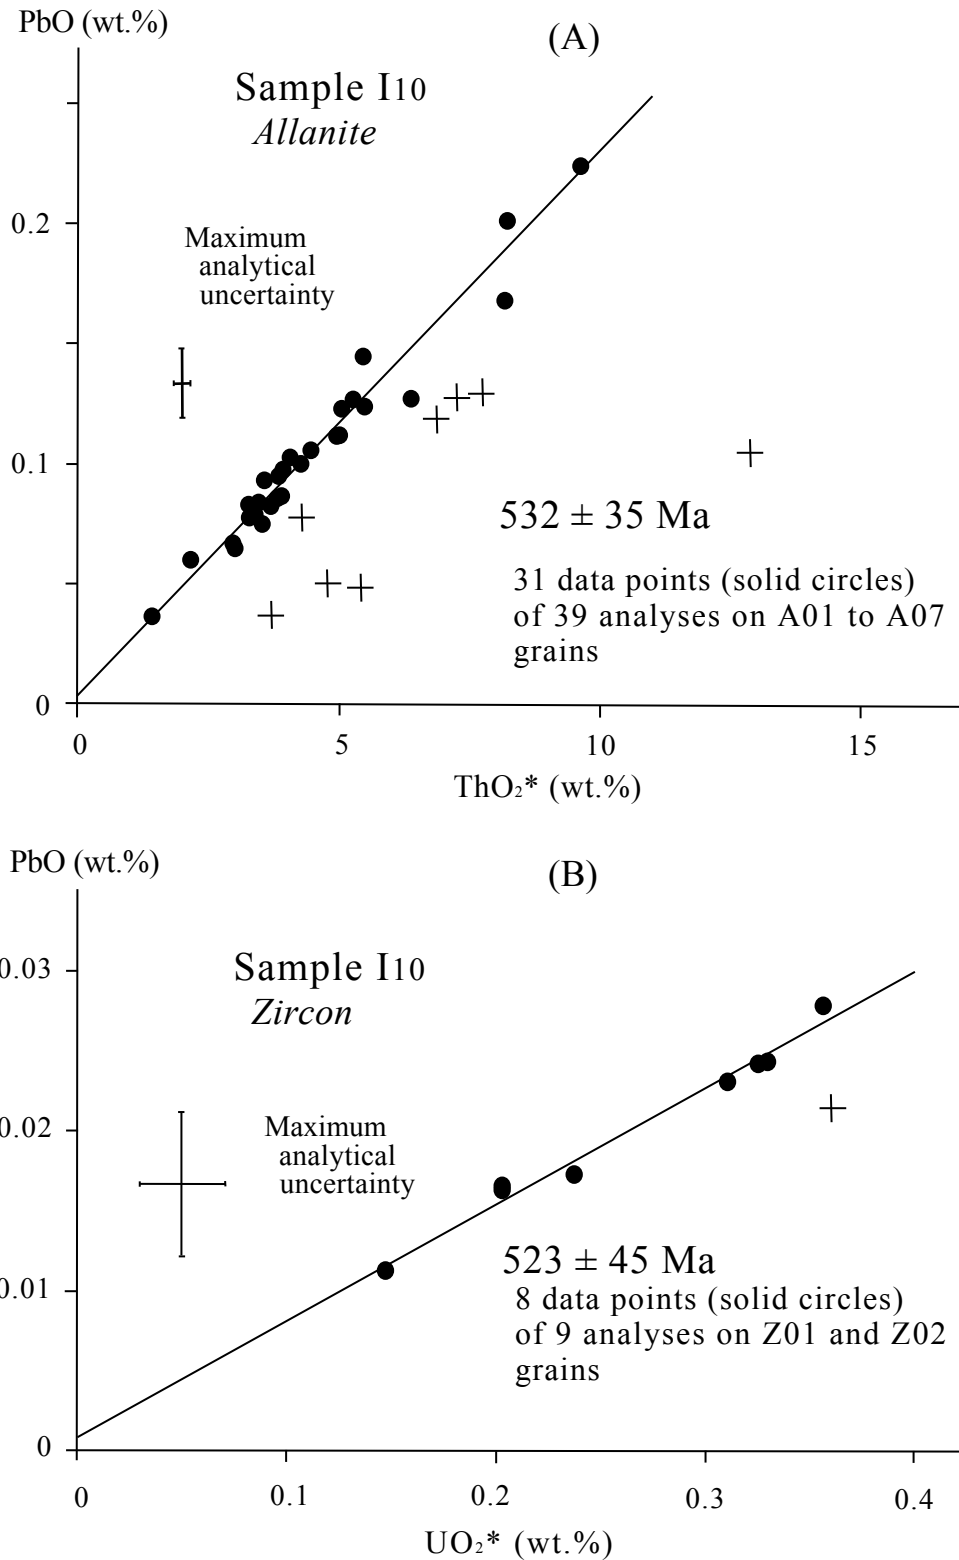 PbO (wt.%)
(A)
Sample I10
Allanite
0.2
Maximum
analytical
uncertainty
0.1
532 ± 35 Ma
31 data points (solid circles)
of 39 analyses on A01 to A07
grains
0
0 5 10 15
ThO₂* (wt.%)
PbO (wt.%)
(B)
0.03
Sample I10
Zircon
0.02
Maximum
analytical
uncertainty
523 ± 45 Ma
0.01
8 data points (solid circles)
of 9 analyses on Z01 and Z02
grains
0
0 0.1 0.2 0.3 0.4
UO₂* (wt.%)